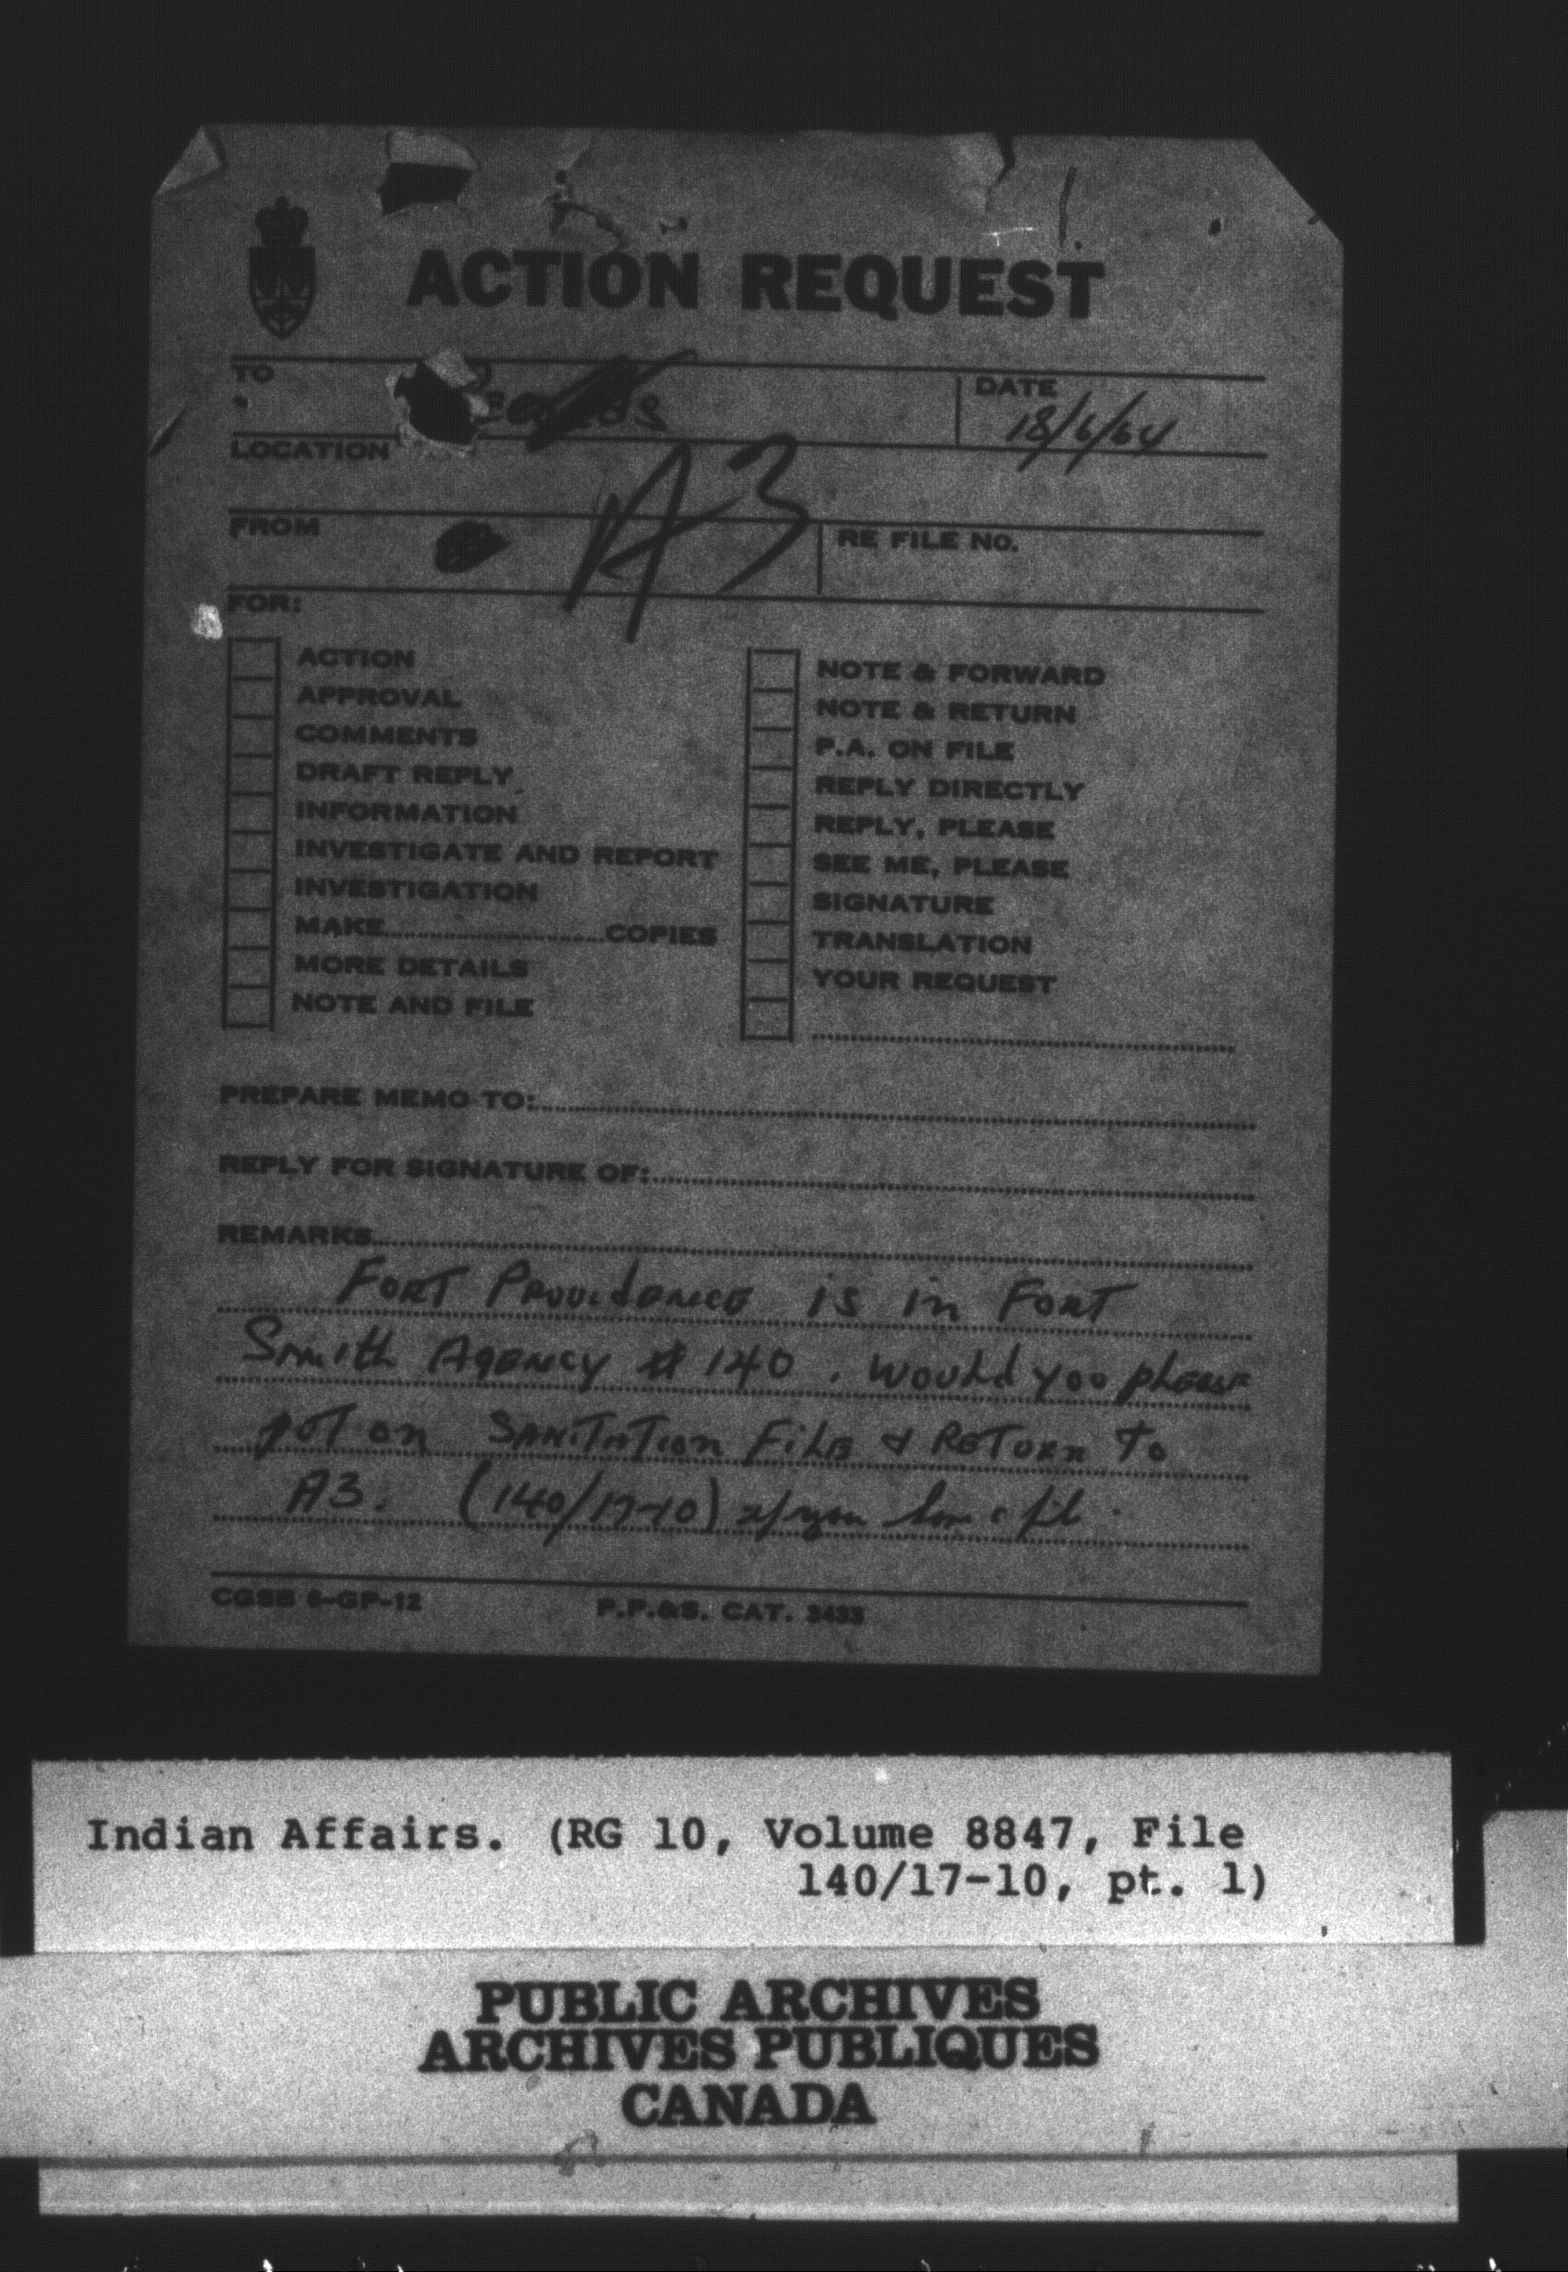 ACTION REQUEST
TO
DATE
18/6/64
LOCATION
A3
FROM
RE FILE No.
FOR:
ACTION
APPROVAL
COMMENTS
DRAFT REPLY
INFORMATION
INVESTIGATE AND REPORT
INVESTIGATION
MAKE COPIES
MORE DETAILS
NOTE AND FILE
NOTE & FORWARD
NOTE & RETURN
P.A. ON FILE
REPLY DIRECTLY
REPLY, PLEASE
SEE ME, PLEASE
SIGNATURE
TRANSLATION
YOUR REQUEST
PREPARE MEMO TO:
REPLY FOR SIGNATURE OF:
REMARKS
FORT PROVIdENCE is in FORT
SMith AGENCY # 140. Would you please
put on SANITATion FiLE & RETURN to
A3. (140/17-10) if you have a file.
CGSB 6-GP-12
P.P.&S. CAT. 3433
Indian Affairs. (RG 10, Volume 8847, File
140/17-10, pt. 1)
PUBLIC ARCHIVES
ARCHIVES PUBLIQUES
CANADA